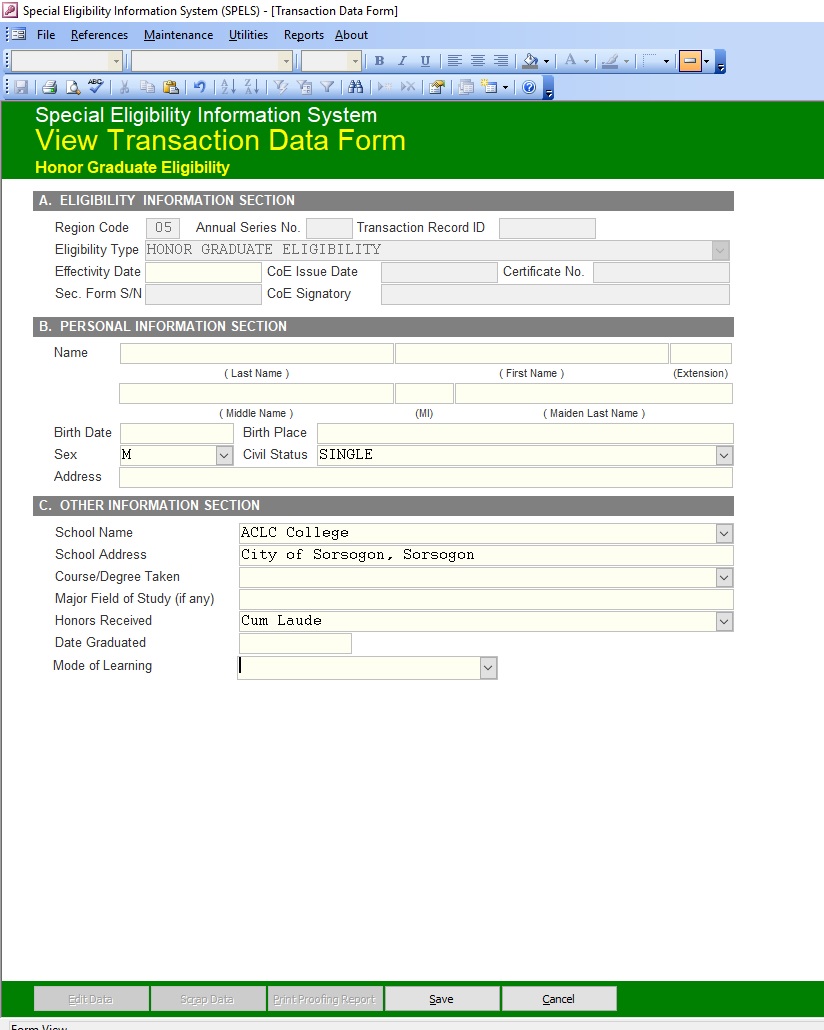 Special Eligibility Information System (SPELS) - [Transaction Data Form]
File References Maintenance Utilities Reports About
B I U A
ABC A Z Z A
Special Eligibility Information System
View Transaction Data Form
Honor Graduate Eligibility
A. ELIGIBILITY INFORMATION SECTION
Region Code 05 Annual Series No. Transaction Record ID
Eligibility Type HONOR GRADUATE ELIGIBILITY
Effectivity Date CoE Issue Date Certificate No.
Sec. Form S/N CoE Signatory
B. PERSONAL INFORMATION SECTION
Name
( Last Name ) ( First Name ) (Extension)
( Middle Name ) (MI) ( Maiden Last Name )
Birth Date Birth Place
Sex M Civil Status SINGLE
Address
C. OTHER INFORMATION SECTION
School Name ACLC College
School Address City of Sorsogon, Sorsogon
Course/Degree Taken
Major Field of Study (if any)
Honors Received Cum Laude
Date Graduated
Mode of Learning
Edit Data Scrap Data Print Proofing Report Save Cancel
Form View